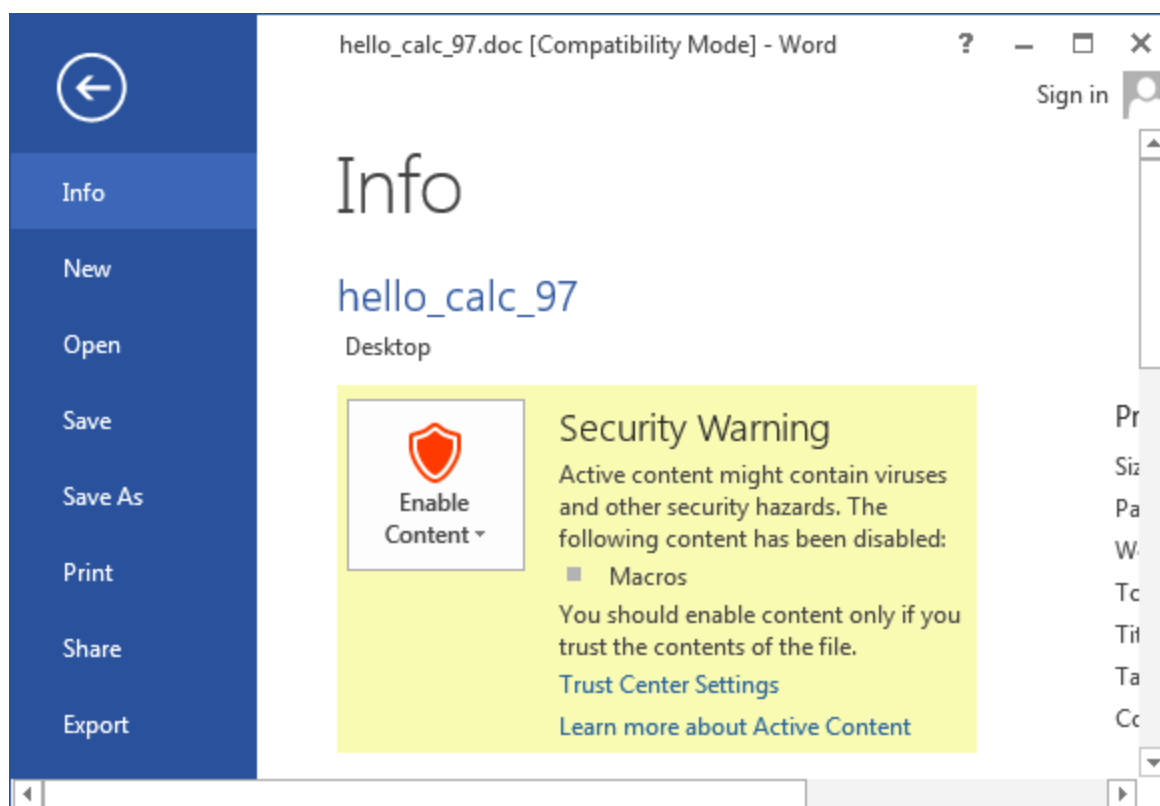 hello_calc_97.doc [Compatibility Mode] - Word
?
Sign in
Info
New
Open
Save
Save As
Print
Share
Export
Info
hello_calc_97
Desktop
Enable
Content
Security Warning
Active content might contain viruses
and other security hazards. The
following content has been disabled:
Macros
You should enable content only if you
trust the contents of the file.
Trust Center Settings
Learn more about Active Content